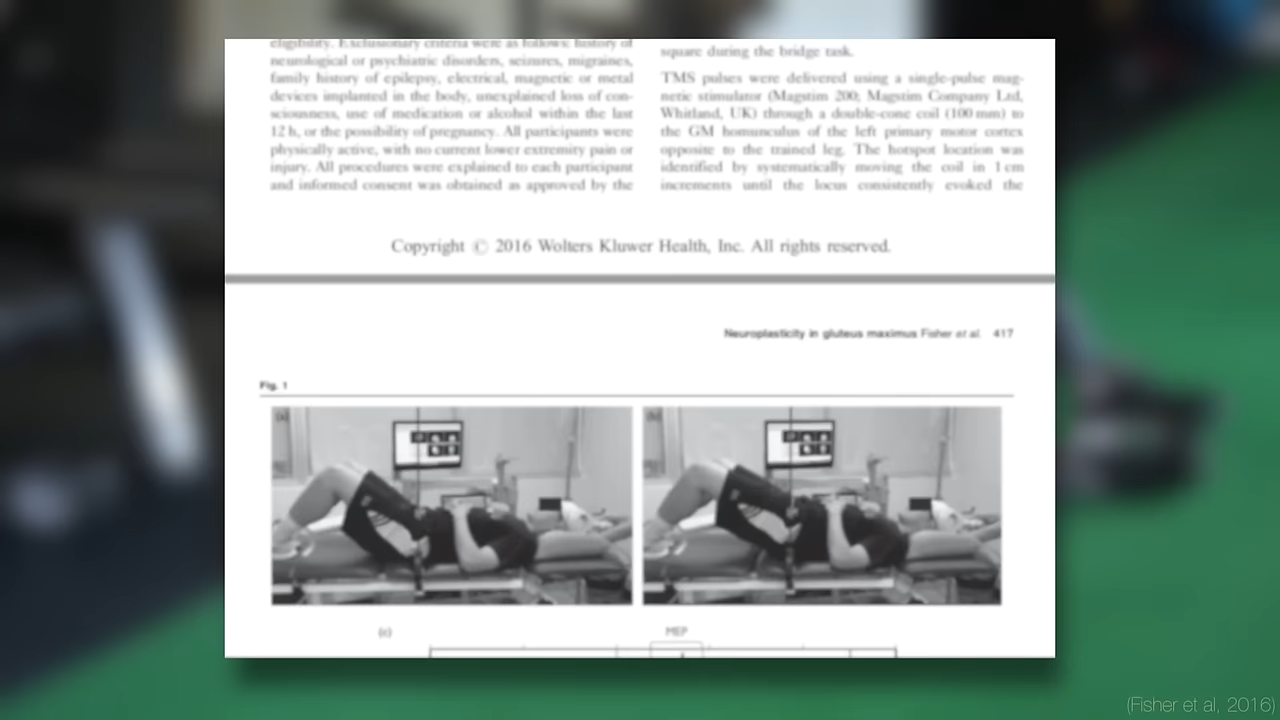 eligibility. Exclusionary criteria were as follows: history of
neurological or psychiatric disorders, seizures, migraines,
family history of epilepsy, electrical, magnetic or metal
devices implanted in the body, unexplained loss of con-
sciousness, use of medication or alcohol within the last
12 h, or the possibility of pregnancy. All participants were
physically active, with no current lower extremity pain or
injury. All procedures were explained to each participant
and informed consent was obtained as approved by the
square during the bridge task.
TMS pulses were delivered using a single-pulse mag-
netic stimulator (Magstim 200; Magstim Company Ltd,
Whitland, UK) through a double-cone coil (100 mm) to
the GM homunculus of the left primary motor cortex
opposite to the trained leg. The hotspot location was
identified by systematically moving the coil in 1 cm
increments until the locus consistently evoked the
Copyright © 2016 Wolters Kluwer Health, Inc. All rights reserved.
Neuroplasticity in gluteus maximus Fisher et al. 417
Fig. 1
(a)
(b)
(c)
MEP
(Fisher et al, 2016)